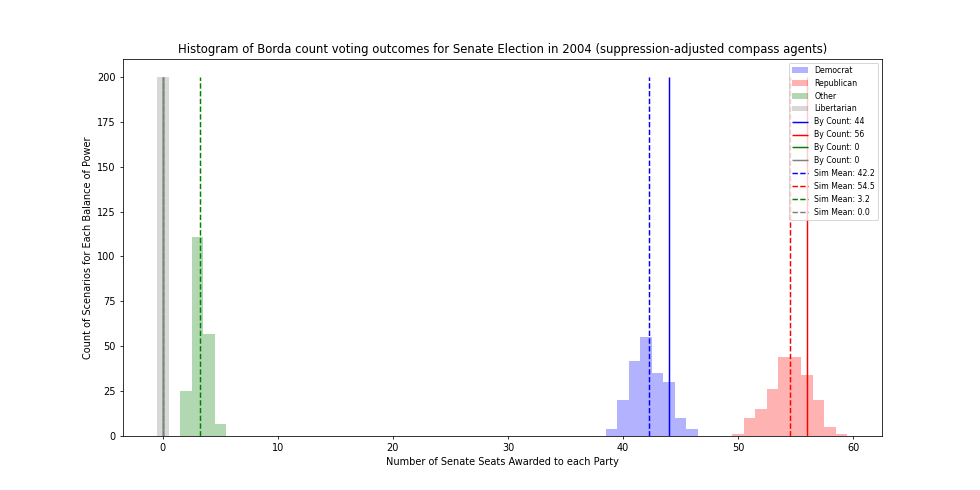 Histogram of Borda count voting outcomes for Senate Election in 2004 (suppression-adjusted compass agents)
Count of Scenarios for Each Balance of Power
200
175
150
125
100
75
50
25
0
Democrat
Republican
Other
Libertarian
By Count: 44
By Count: 56
By Count: 0
By Count: 0
Sim Mean: 42.2
Sim Mean: 54.5
Sim Mean: 3.2
Sim Mean: 0.0
0 10 20 30 40 50 60
Number of Senate Seats Awarded to each Party